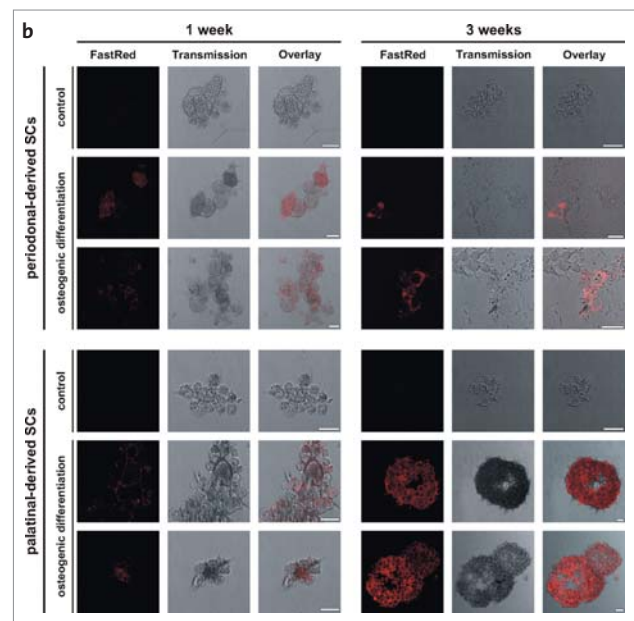 b
1 week
3 weeks
FastRed
Transmission
Overlay
FastRed
Transmission
Overlay
periodonal-derived SCs
control
osteogenic differentiation
palatinal-derived SCs
control
osteogenic differentiation